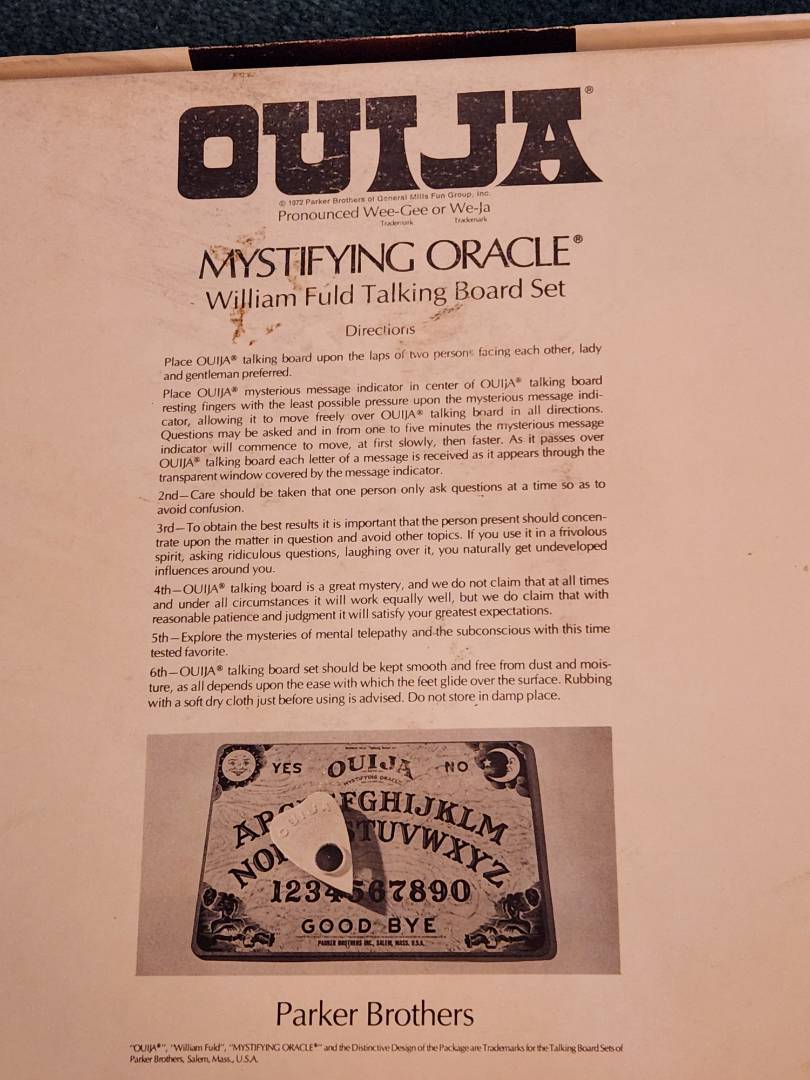 OUIJA®
© 1972 Parker Brothers of General Mills Fun Group, Inc.
Pronounced Wee-Gee or We-Ja
Trademark Trademark
MYSTIFYING ORACLE®
William Fuld Talking Board Set
Directions
Place OUIJA® talking board upon the laps of two persons facing each other, lady
and gentleman preferred.
Place OUIJA® mysterious message indicator in center of OUIJA® talking board
resting fingers with the least possible pressure upon the mysterious message indi-
cator, allowing it to move freely over OUIJA® talking board in all directions.
Questions may be asked and in from one to five minutes the mysterious message
indicator will commence to move, at first slowly, then faster. As it passes over
OUIJA® talking board each letter of a message is received as it appears through the
transparent window covered by the message indicator.
2nd—Care should be taken that one person only ask questions at a time so as to
avoid confusion.
3rd—To obtain the best results it is important that the person present should concen-
trate upon the matter in question and avoid other topics. If you use it in a frivolous
spirit, asking ridiculous questions, laughing over it, you naturally get undeveloped
influences around you.
4th—OUIJA® talking board is a great mystery, and we do not claim that at all times
and under all circumstances it will work equally well, but we do claim that with
reasonable patience and judgment it will satisfy your greatest expectations.
5th—Explore the mysteries of mental telepathy and the subconscious with this time
tested favorite.
6th—OUIJA® talking board set should be kept smooth and free from dust and mois-
ture, as all depends upon the ease with which the feet glide over the surface. Rubbing
with a soft dry cloth just before using is advised. Do not store in damp place.
YES OUIJA NO
MYSTIFYING ORACLE
ABC FGHIJKLM
NO TUVWXYZ
1234567890
GOOD BYE
PARKER BROTHERS INC., SALEM, MASS. U.S.A.
Parker Brothers
"OUIJA®", "William Fuld", "MYSTIFYING ORACLE®" and the Distinctive Design of the Package are Trademarks for the Talking Board Sets of
Parker Brothers, Salem, Mass., U.S.A.